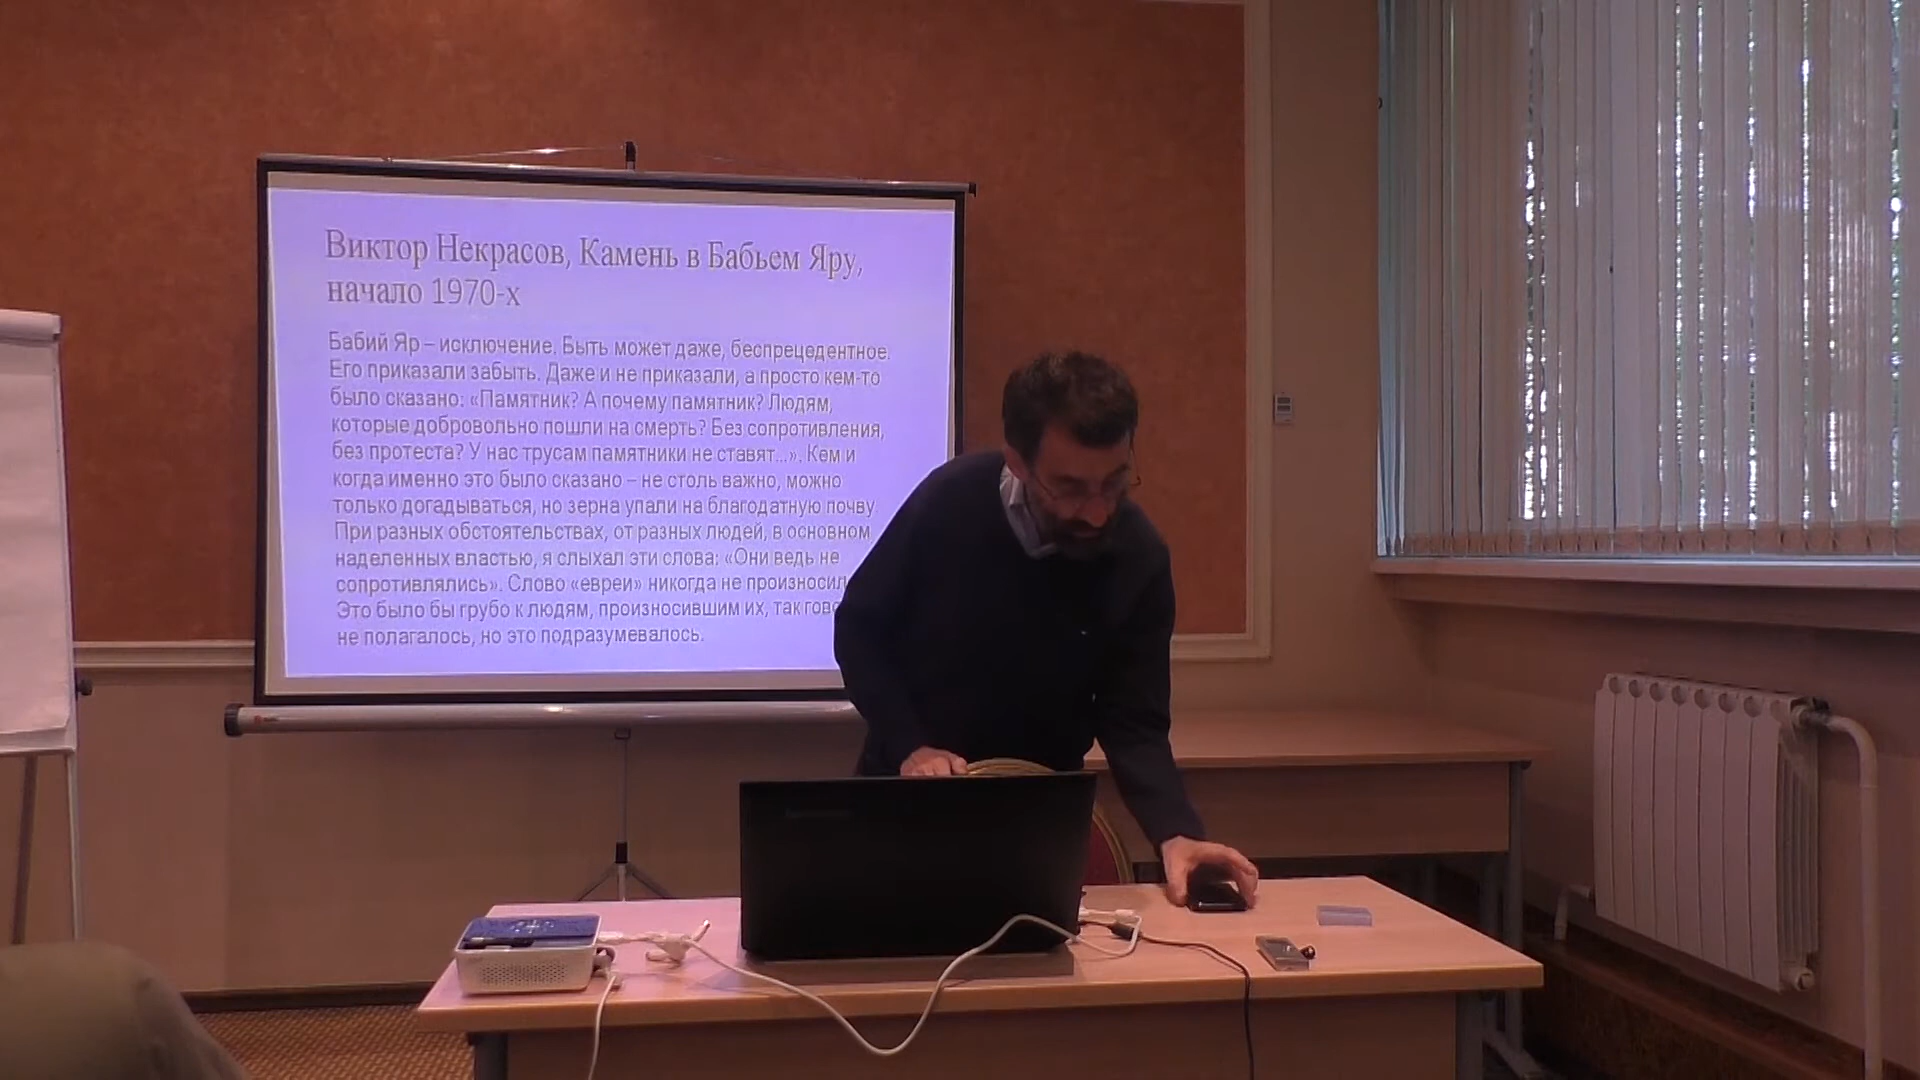 Виктор Некрасов, Камень в Бабьем Яру,
начало 1970-х
Бабий Яр – исключение. Быть может даже, беспрецедентное.
Его приказали забыть. Даже и не приказали, а просто кем-то
было сказано: «Памятник? А почему памятник? Людям,
которые добровольно пошли на смерть? Без сопротивления,
без протеста? У нас трусам памятники не ставят...». Кем и
когда именно это было сказано – не столь важно, можно
только догадываться, но зерна упали на благодатную почву
При разных обстоятельствах, от разных людей, в основном
наделенных властью, я слыхал эти слова: «Они ведь не
сопротивлялись». Слово «евреи» никогда не
Это было бы грубо к людям, произносившим их, так
не полагалось, но это подразумевалось.